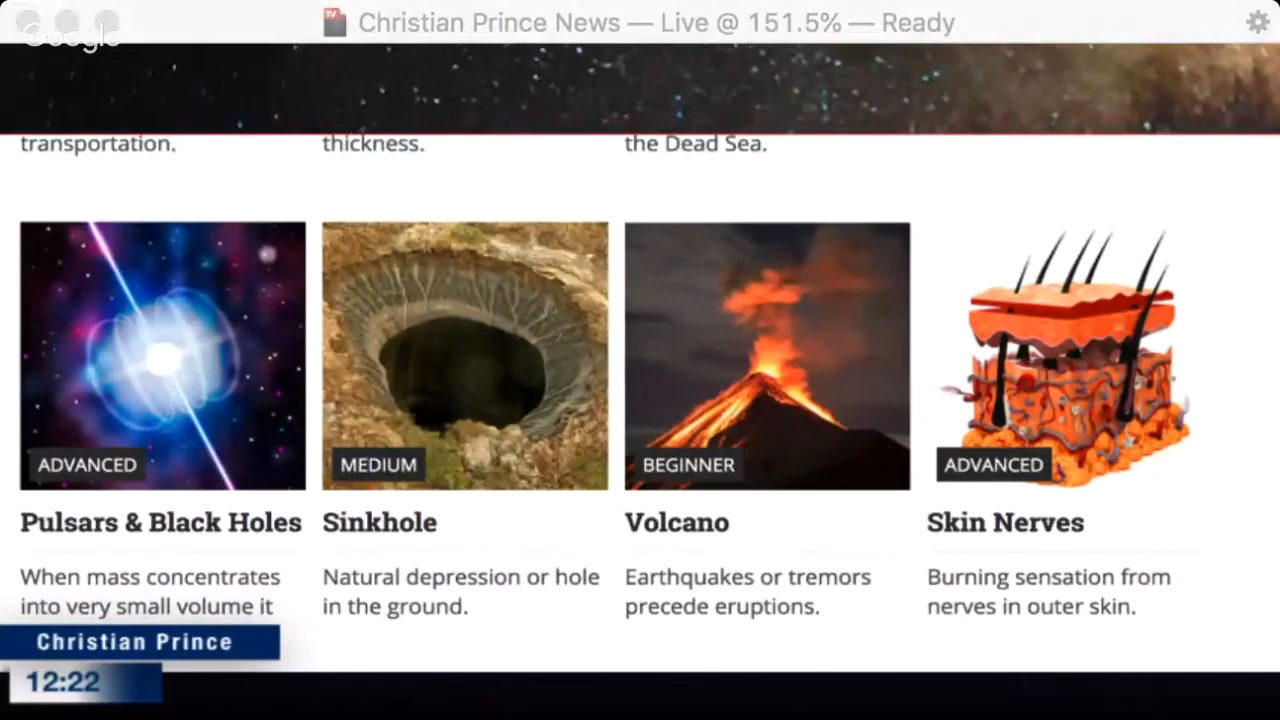 Christian Prince News — Live @ 151.5% — Ready
Google
transportation.
thickness.
the Dead Sea.
TV
ADVANCED
MEDIUM
BEGINNER
ADVANCED
Pulsars & Black Holes
Sinkhole
Volcano
Skin Nerves
When mass concentrates
into very small volume it
Natural depression or hole
in the ground.
Earthquakes or tremors
precede eruptions.
Burning sensation from
nerves in outer skin.
Christian Prince
12:22